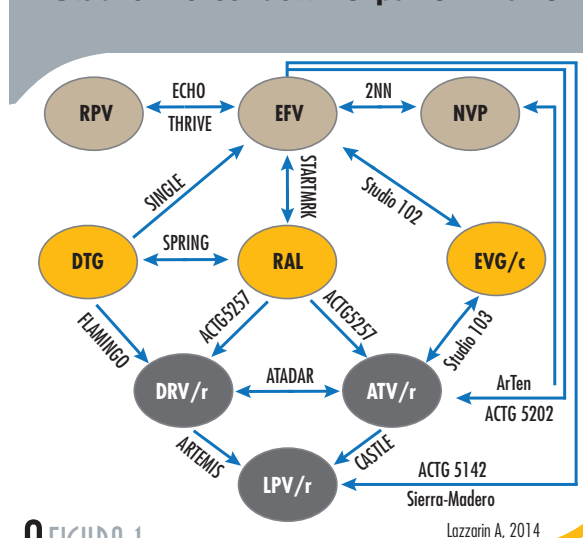 ECHO
RPV
EFV
2NN
NVP
THRIVE
SINGLE
STARTMRK
Studio 102
SPRING
DTG
RAL
EVG/c
FLAMINGO
ACTG5257
ACTG5257
Studio 103
DRV/r
ATADAR
ATV/r
ArTen
ACTG 5202
ARTEMIS
CASTLE
LPV/r
ACTG 5142
Sierra-Madero
Lazzarin A, 2014